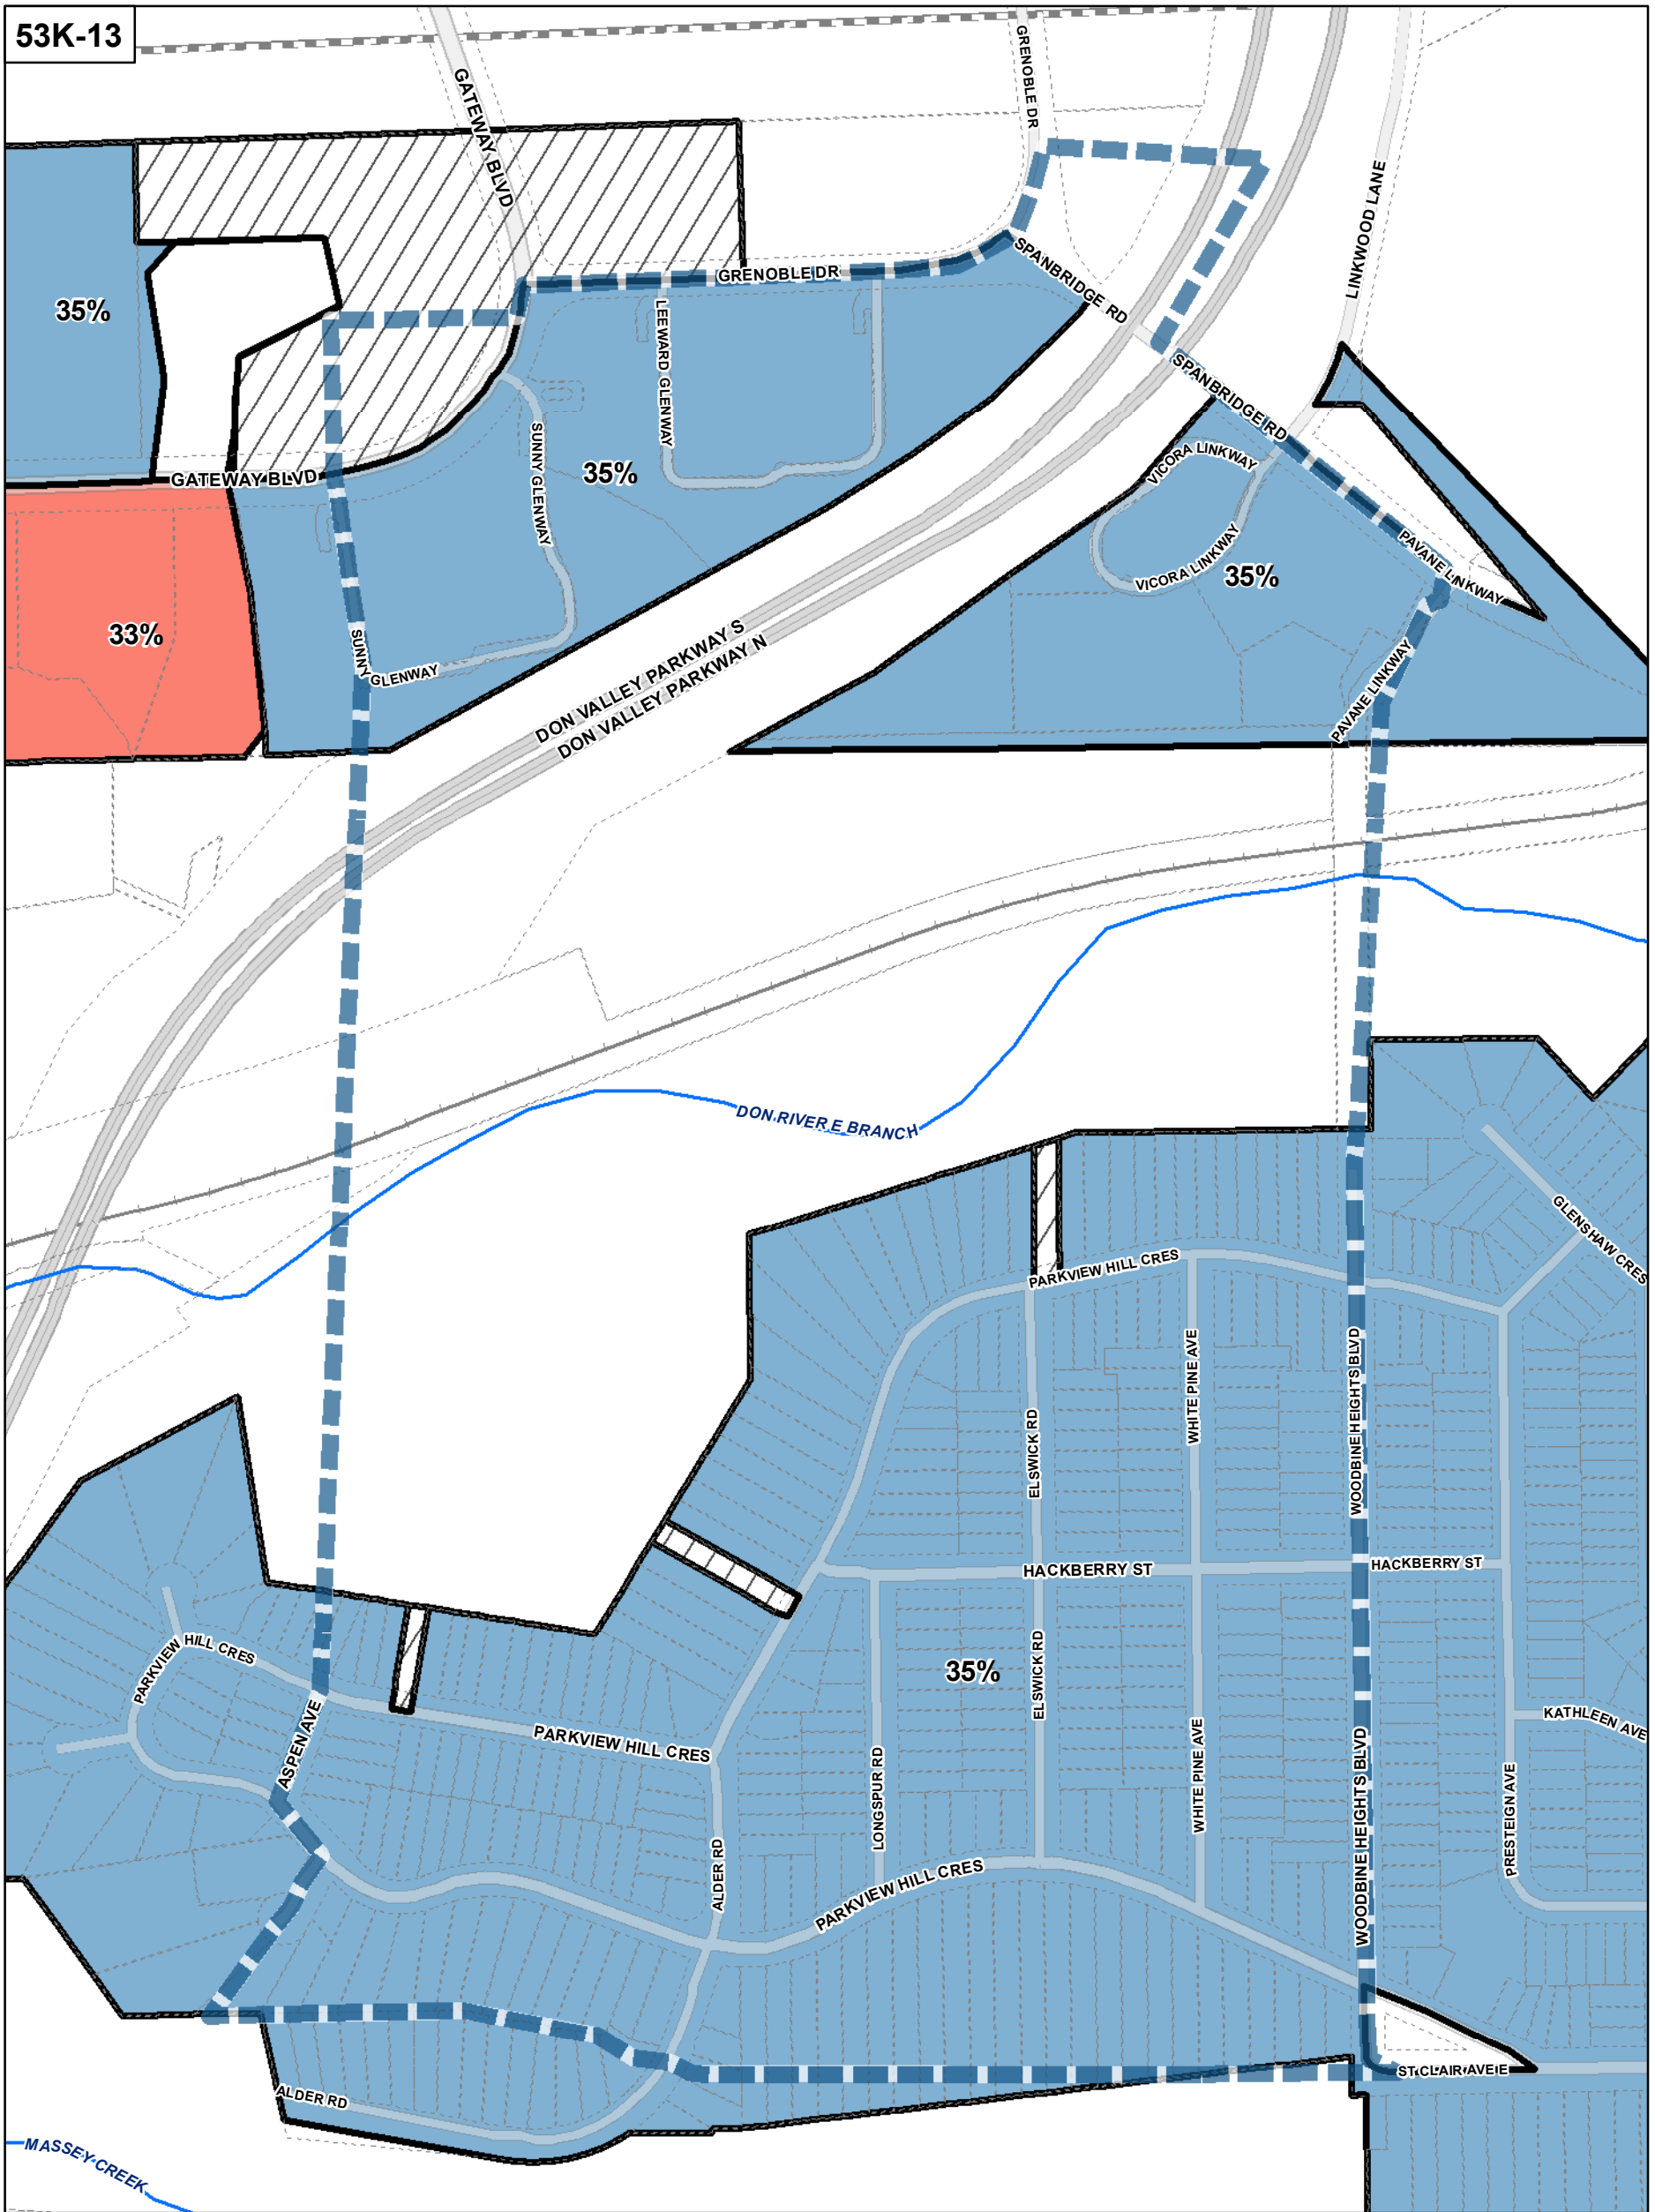 53K-13
GATEWAY BLVD
GRENOBLE DR
LINKWOOD LANE
GRENOBLE DR
SPANBRIDGE RD
35%
LEEWARD GLENWAY
SPANBRIDGE RD
SUNNY GLENWAY
VICORA LINKWAY
GATEWAY BLVD
35%
VICORA LINKWAY
35%
PAVANE LINKWAY
33%
SUNNY
GLENWAY
PAVANE LINKWAY
DON VALLEY PARKWAY S
DON VALLEY PARKWAY N
DON RIVER E BRANCH
GLENSHAW CRES
PARKVIEW HILL CRES
WHITE PINE AVE
WOODBINE HEIGHTS BLVD
ELSWICK RD
HACKBERRY ST
HACKBERRY ST
PARKVIEW HILL CRES
35%
ELSWICK RD
ASPEN AVE
PARKVIEW HILL CRES
KATHLEEN AVE
LONGSPUR RD
WHITE PINE AVE
WOODBINE HEIGHTS BLVD
PRESTEIGN AVE
ALDER RD
PARKVIEW HILL CRES
ST CLAIR AVE E
ALDER RD
MASSEY CREEK